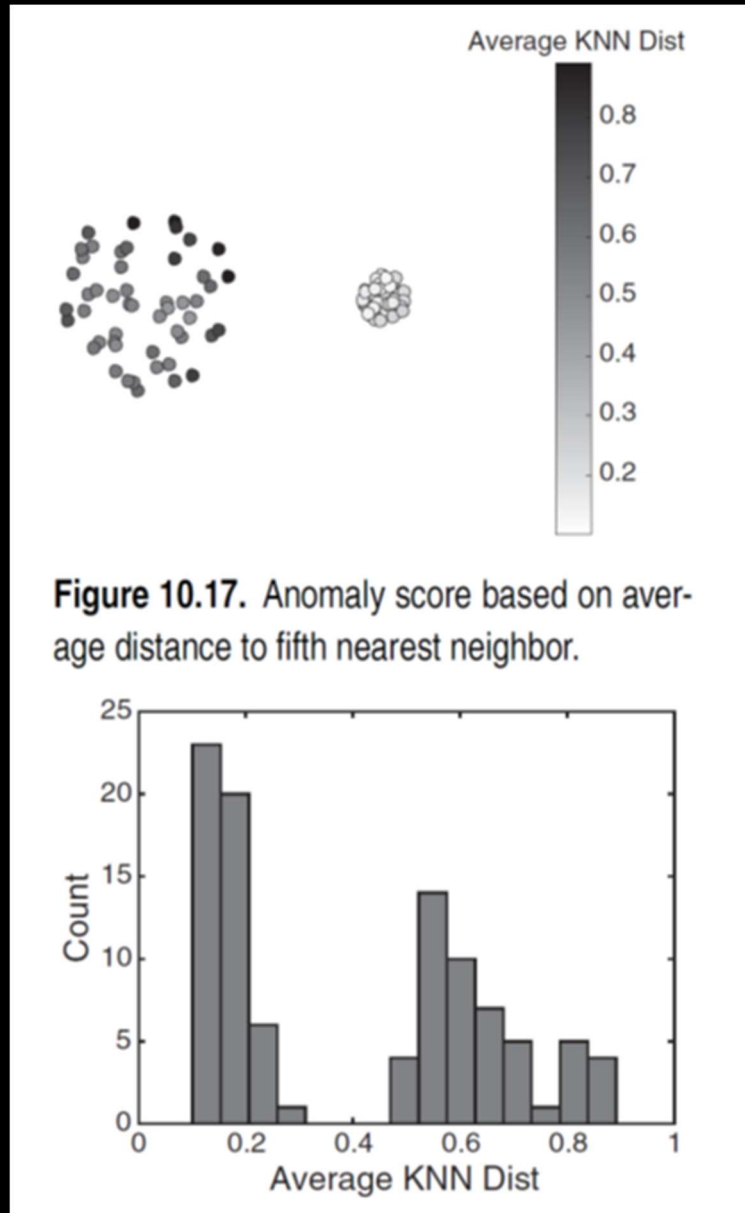 Average KNN Dist
0.8
0.7
0.6
0.5
0.4
0.3
0.2
Figure 10.17. Anomaly score based on aver-
age distance to fifth nearest neighbor.
25
20
15
10
5
0
Count
0 0.2 0.4 0.6 0.8 1
Average KNN Dist